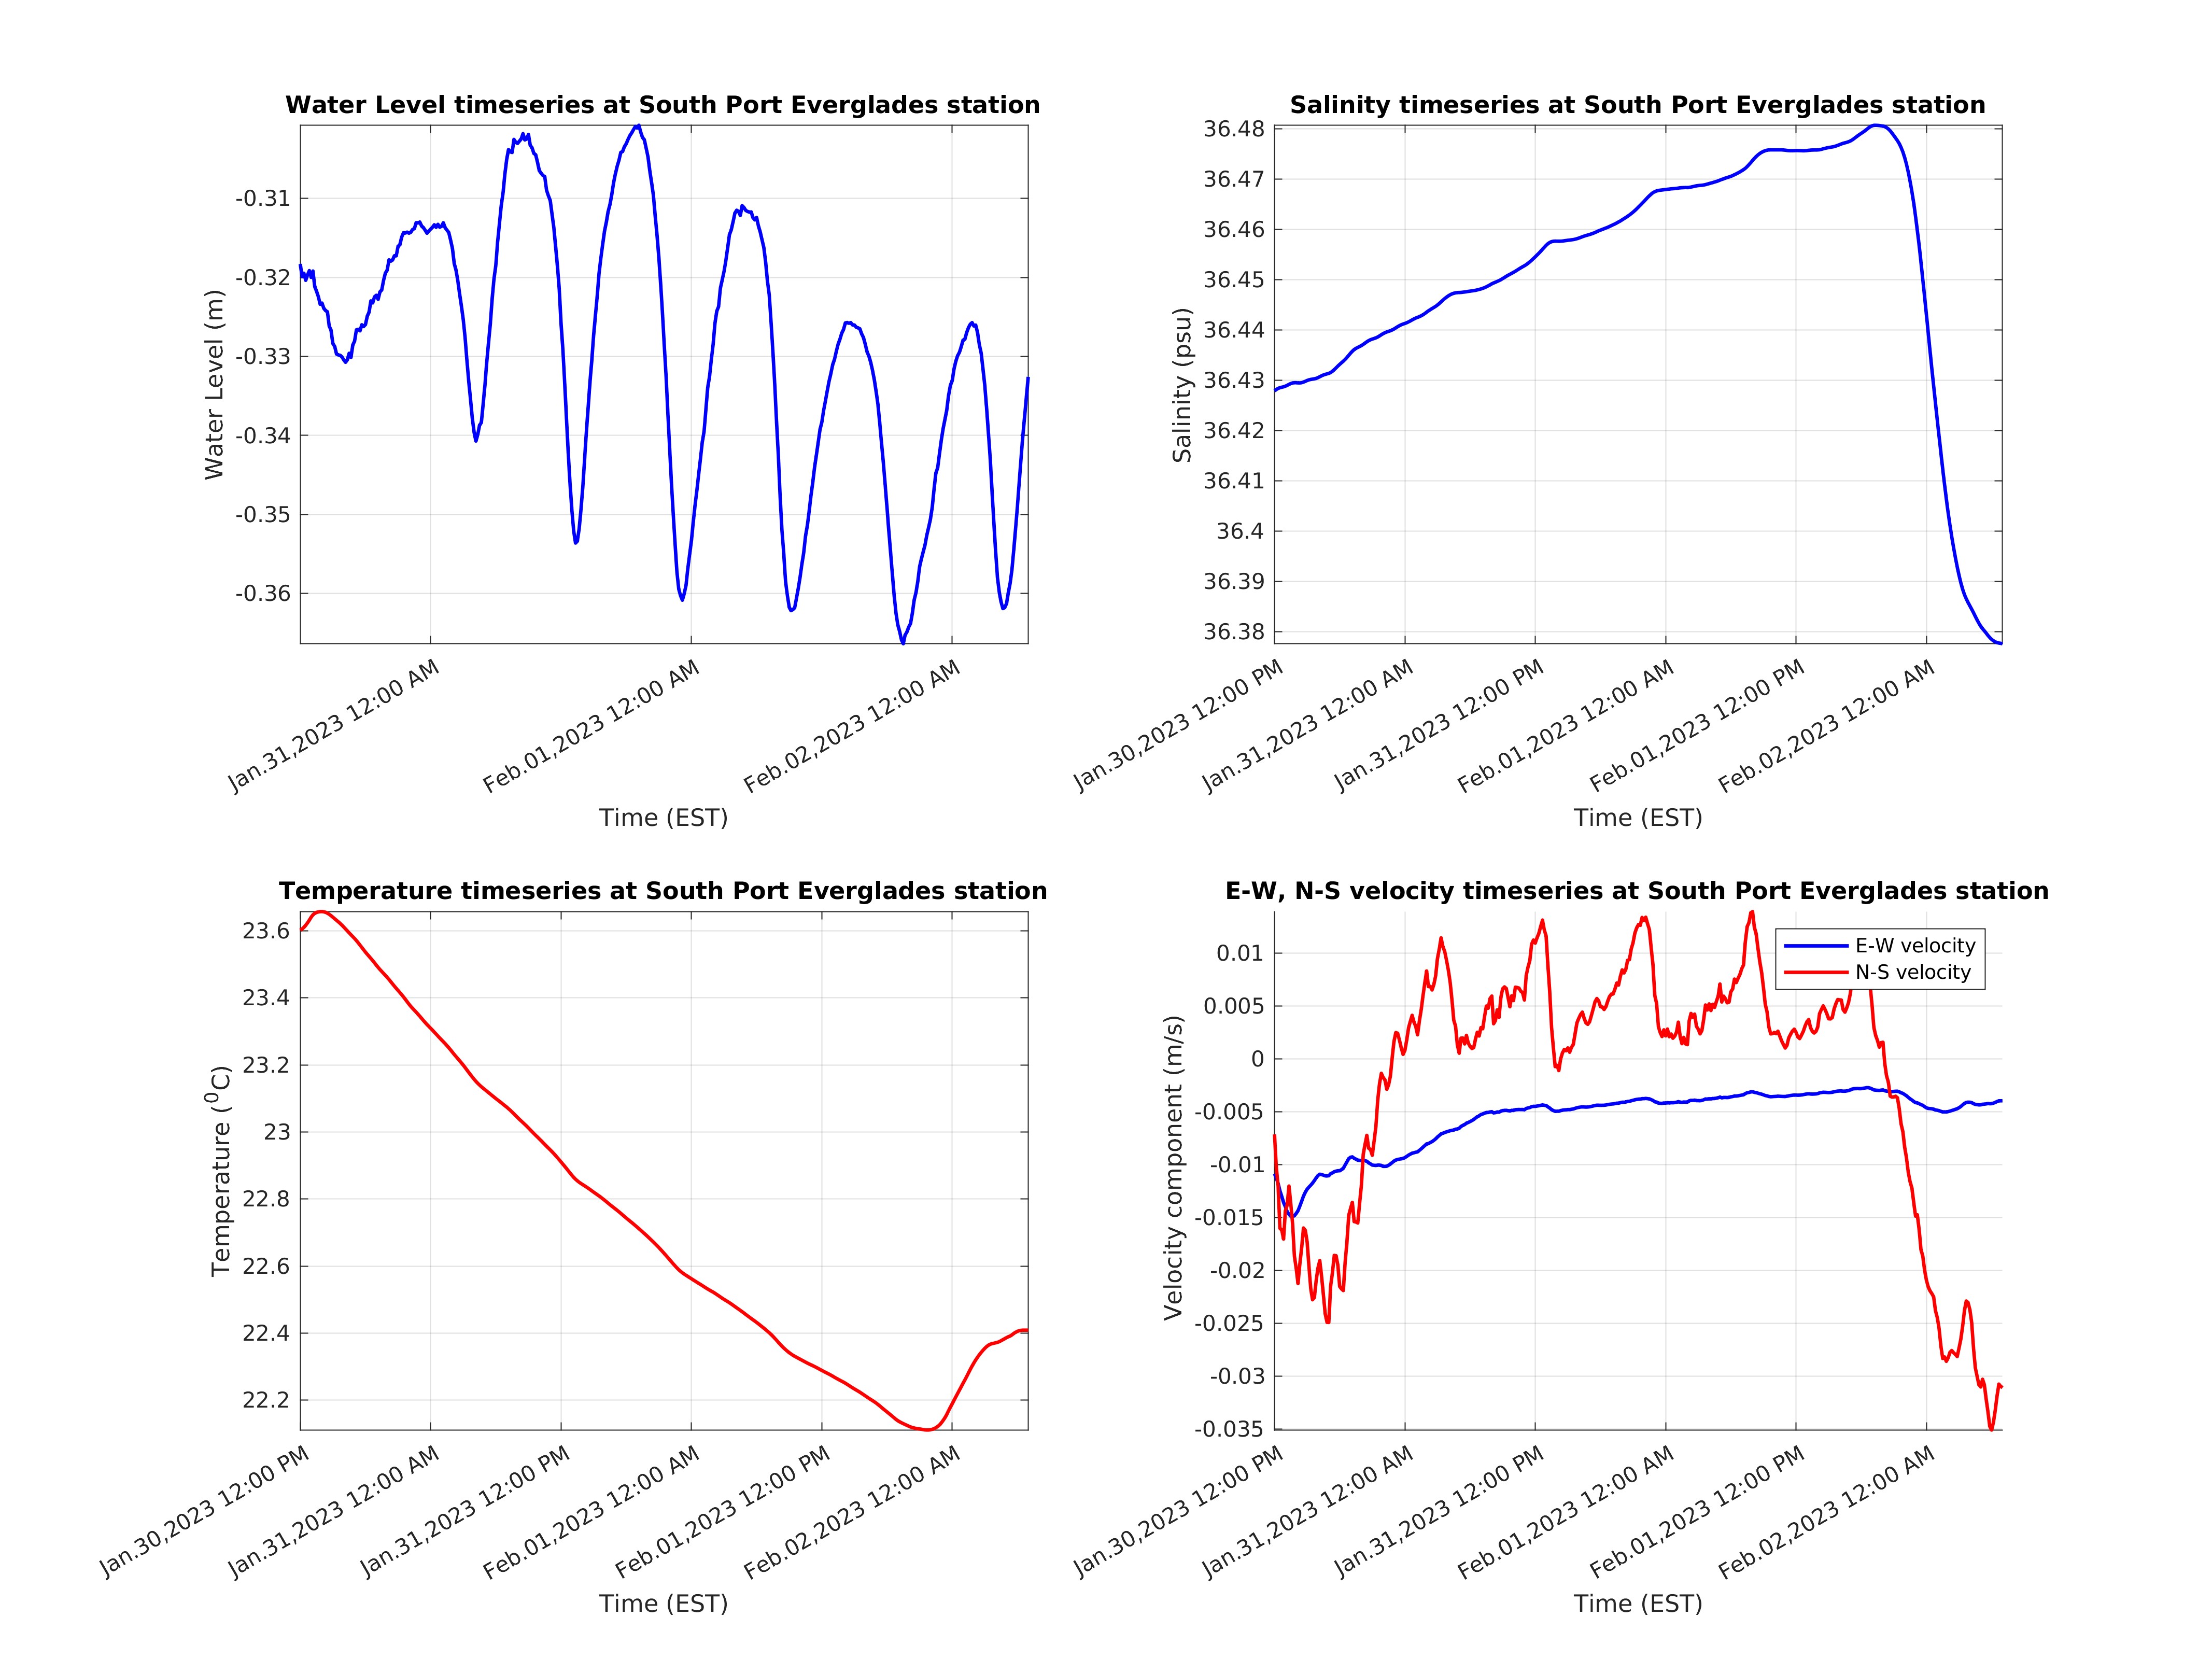 Water Level timeseries at South Port Everglades station
Water Level (m)
-0.31
-0.32
-0.33
-0.34
-0.35
-0.36
Jan.31,2023 12:00 AM
Feb.01,2023 12:00 AM
Feb.02,2023 12:00 AM
Time (EST)
Salinity timeseries at South Port Everglades station
Salinity (psu)
36.48
36.47
36.46
36.45
36.44
36.43
36.42
36.41
36.4
36.39
36.38
Jan.30,2023 12:00 PM
Jan.31,2023 12:00 AM
Jan.31,2023 12:00 PM
Feb.01,2023 12:00 AM
Feb.01,2023 12:00 PM
Feb.02,2023 12:00 AM
Time (EST)
Temperature timeseries at South Port Everglades station
Temperature (⁰C)
23.6
23.4
23.2
23
22.8
22.6
22.4
22.2
Jan.30,2023 12:00 PM
Jan.31,2023 12:00 AM
Jan.31,2023 12:00 PM
Feb.01,2023 12:00 AM
Feb.01,2023 12:00 PM
Feb.02,2023 12:00 AM
Time (EST)
E-W, N-S velocity timeseries at South Port Everglades station
E-W velocity
N-S velocity
Velocity component (m/s)
0.01
0.005
0
-0.005
-0.01
-0.015
-0.02
-0.025
-0.03
-0.035
Jan.30,2023 12:00 PM
Jan.31,2023 12:00 AM
Jan.31,2023 12:00 PM
Feb.01,2023 12:00 AM
Feb.01,2023 12:00 PM
Feb.02,2023 12:00 AM
Time (EST)